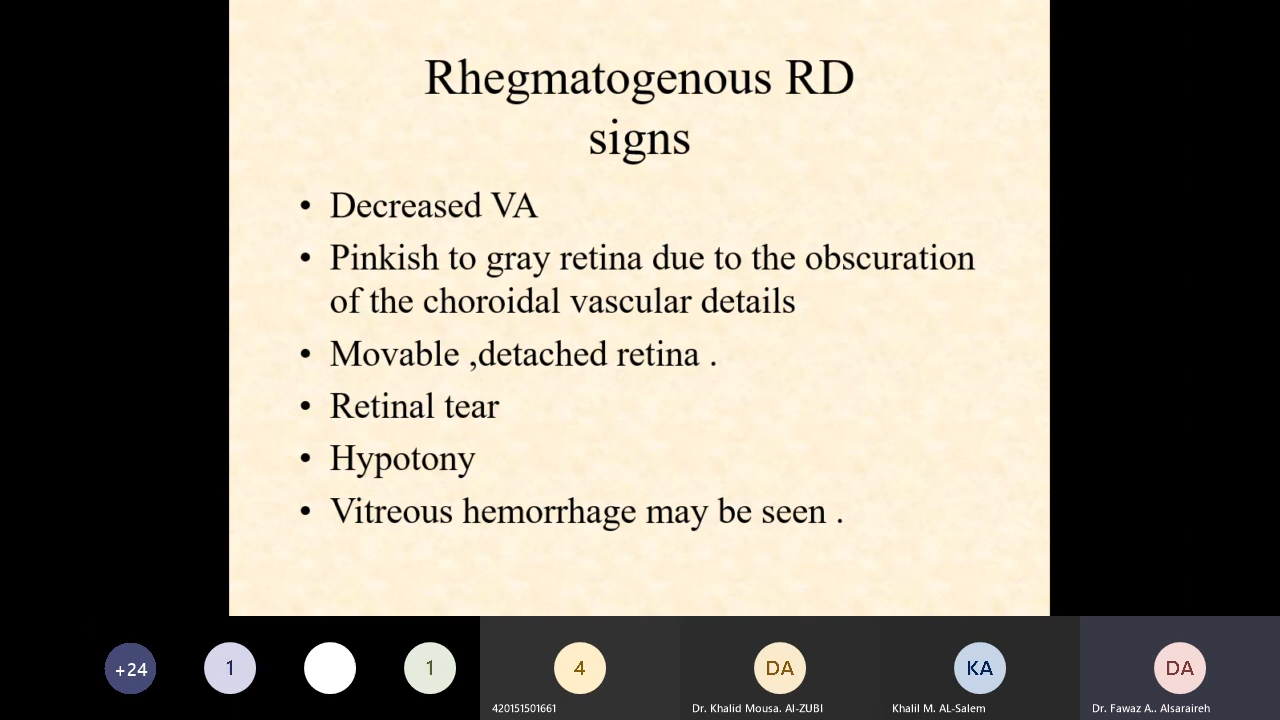 Rhegmatogenous RD
signs
• Decreased VA
• Pinkish to gray retina due to the obscuration
of the choroidal vascular details
• Movable ,detached retina .
• Retinal tear
• Hypotony
• Vitreous hemorrhage may be seen .
+24
1
1
4
DA
KA
DA
420151501661
Dr. Khalid Mousa. Al-ZUBI
Khalil M. AL-Salem
Dr. Fawaz A.. Alsaraireh